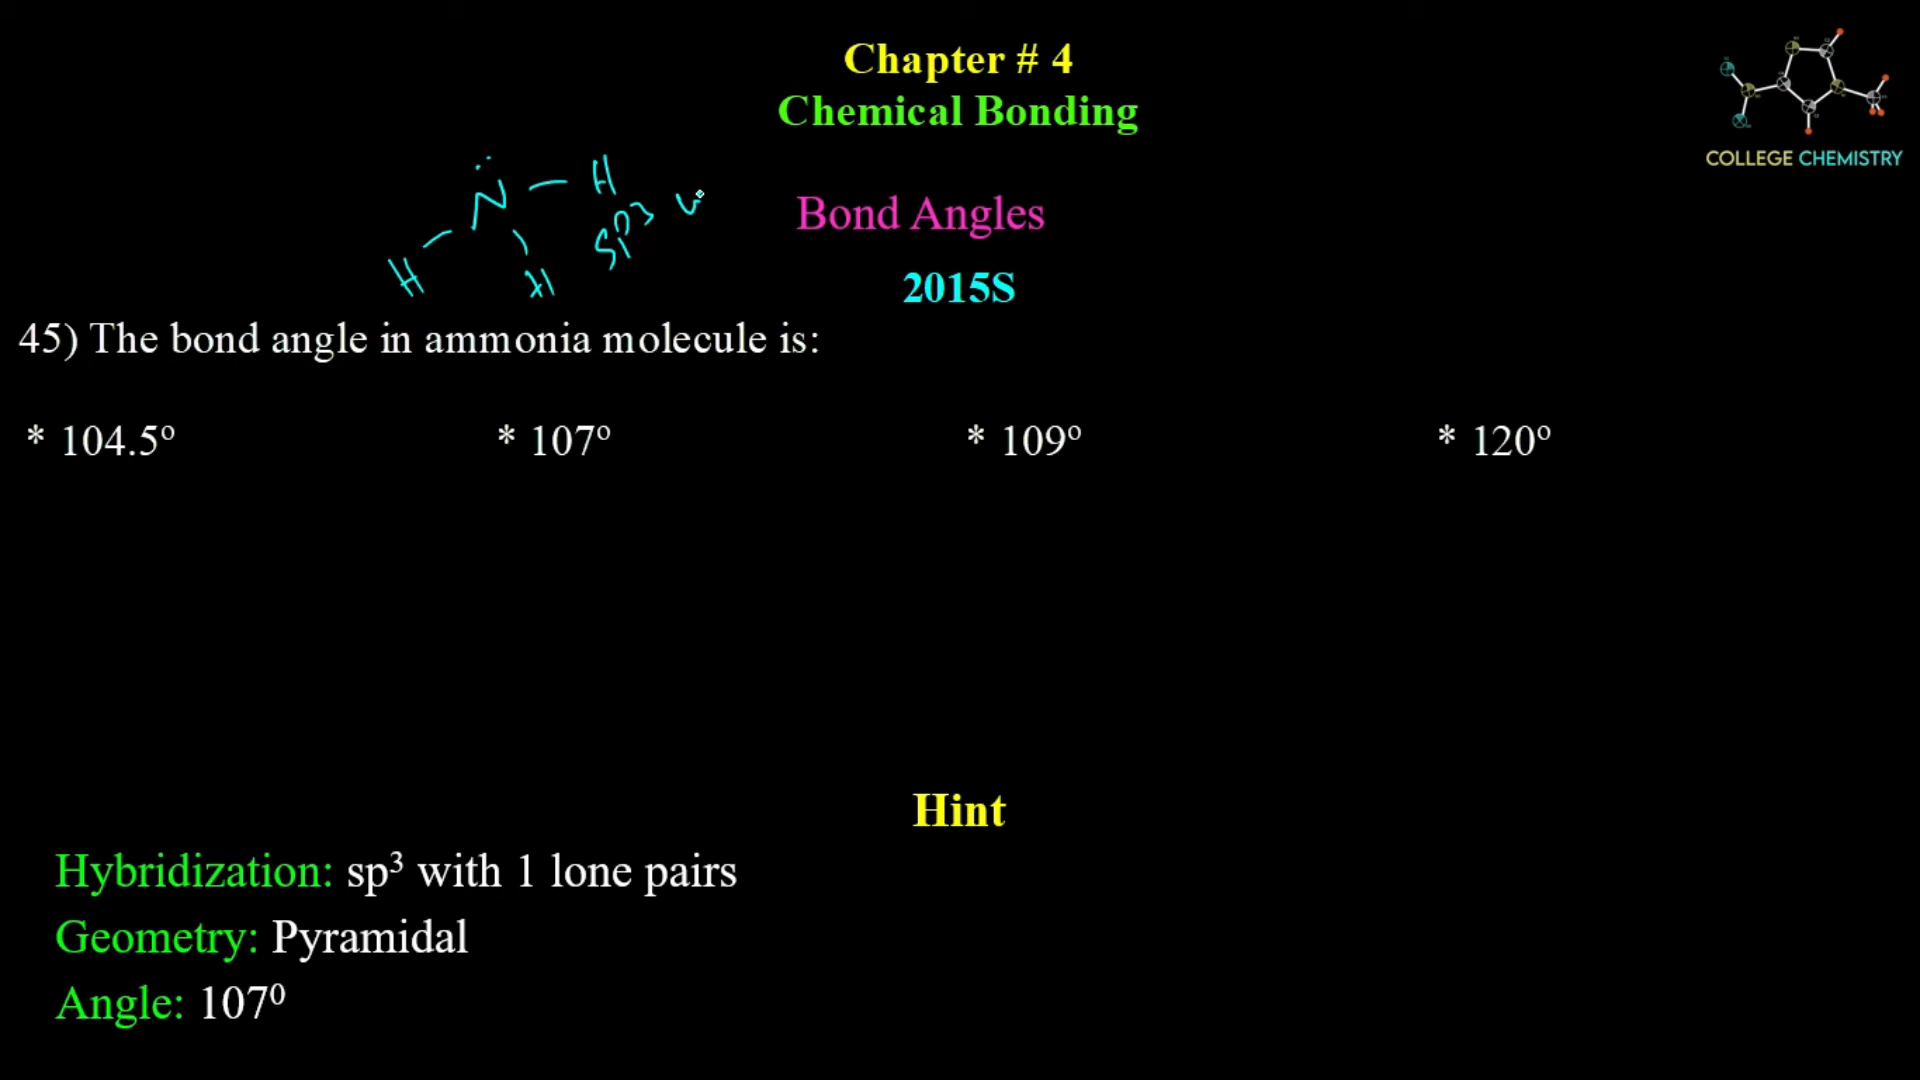 Chapter # 4
Chemical Bonding
COLLEGE CHEMISTRY
N̈ — H
H H
sp³
Bond Angles
2015S
45) The bond angle in ammonia molecule is:
* 104.5º * 107º * 109º * 120º
Hint
Hybridization: sp³ with 1 lone pairs
Geometry: Pyramidal
Angle: 107⁰